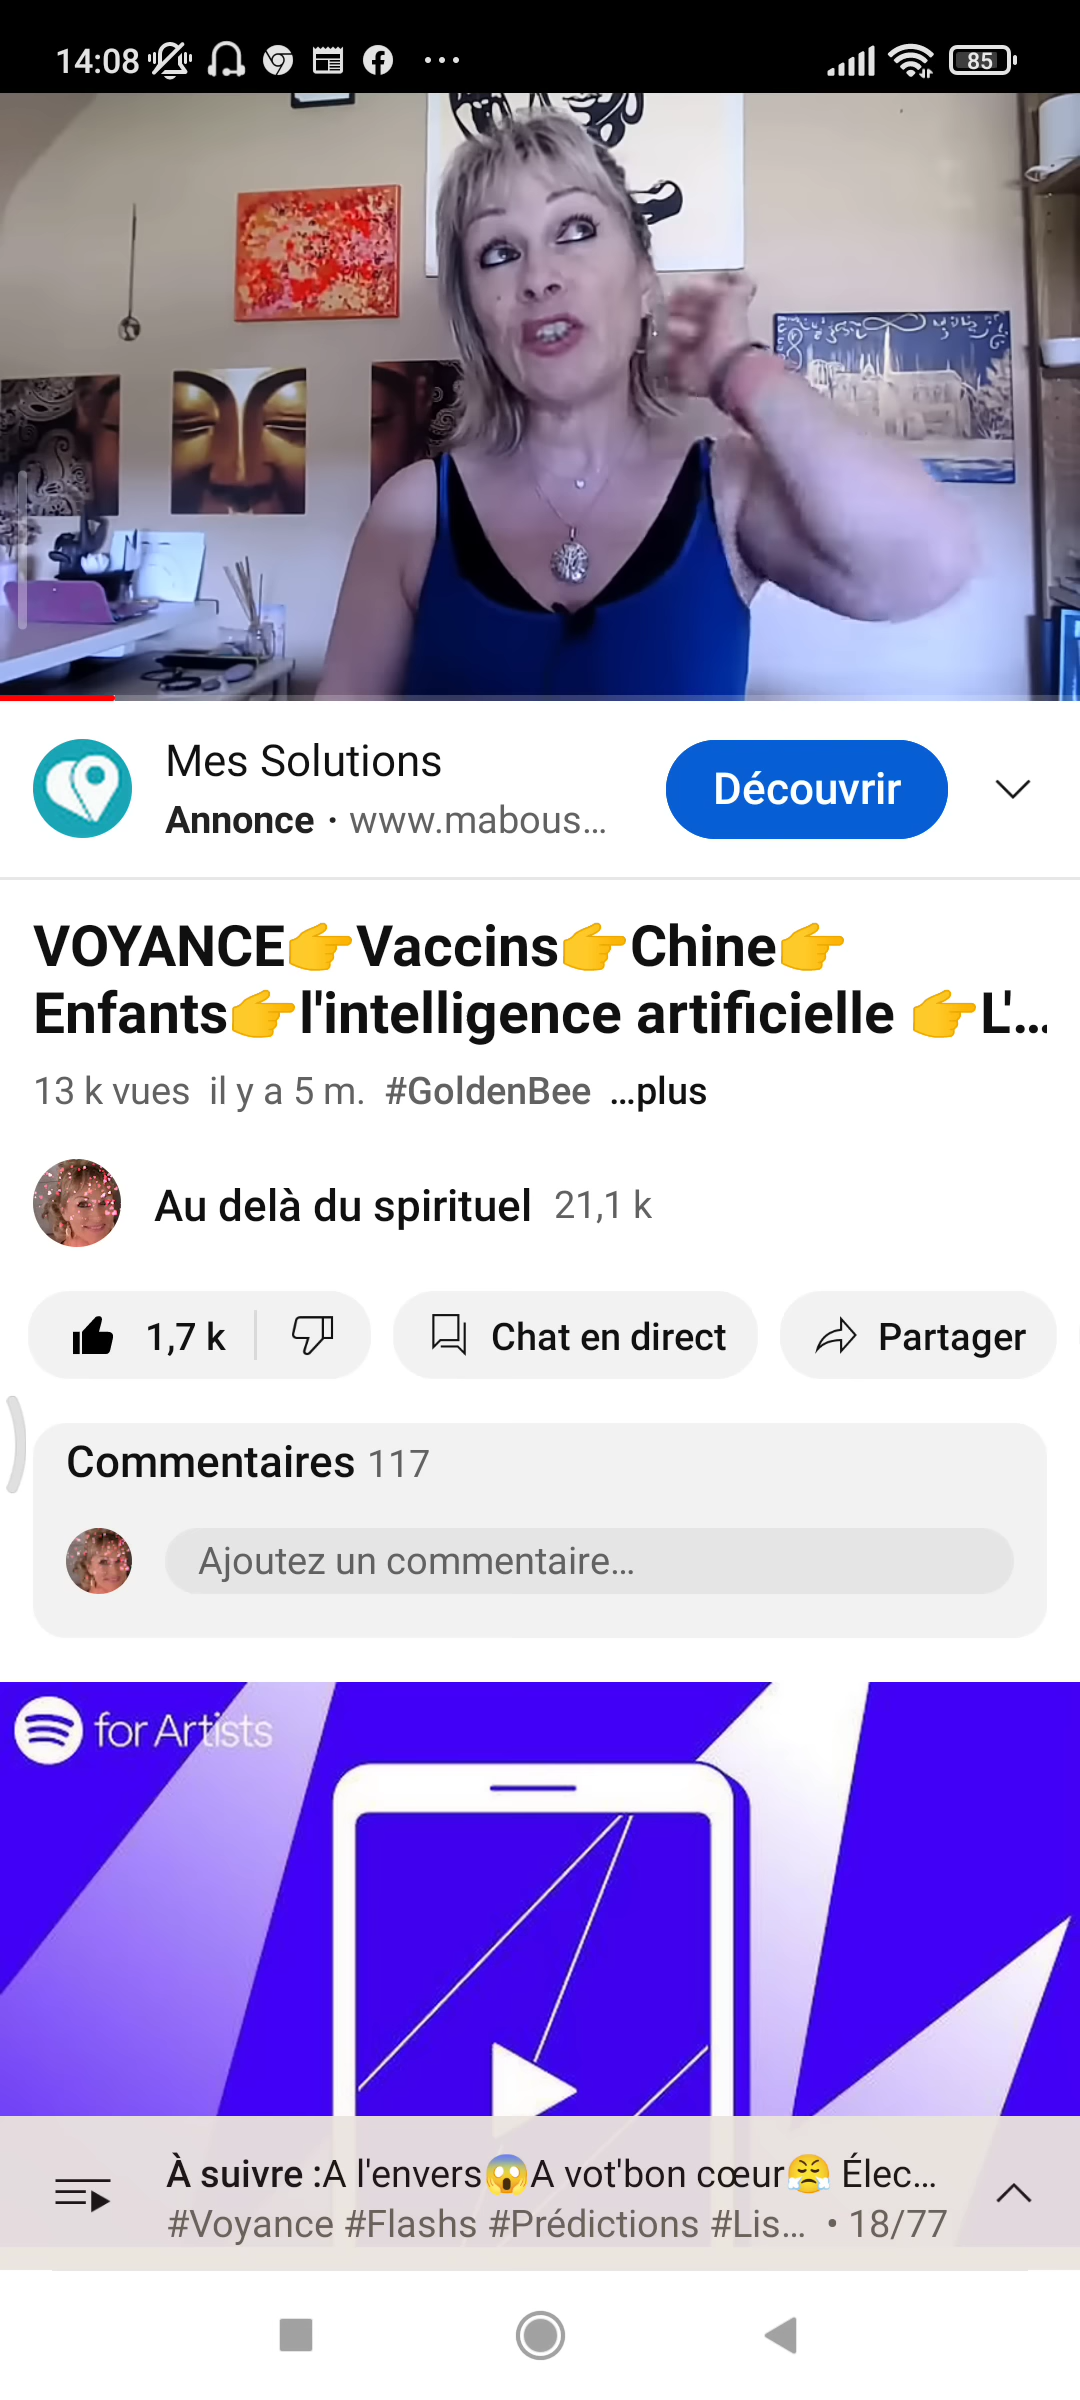 14:08
85
Mes Solutions
Découvrir
Annonce · www.mabous...
VOYANCE👉Vaccins👉Chine👉
Enfants👉l'intelligence artificielle 👉L'...
13 k vues il y a 5 m. #GoldenBee ...plus
Au delà du spirituel 21,1 k
1,7 k
Chat en direct
Partager
Commentaires 117
Ajoutez un commentaire...
for Artists
À suivre :A l'envers😱A vot'bon cœur😤 Élec...
#Voyance #Flashs #Prédictions #Lis... · 18/77